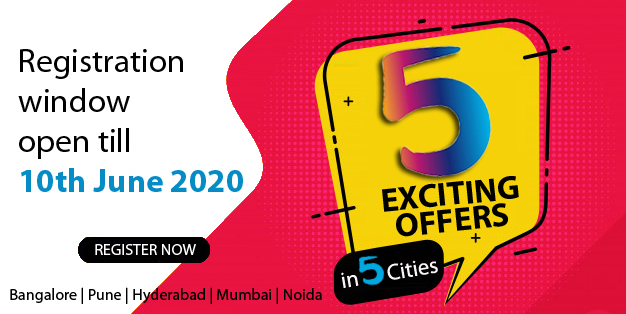 Registration
window
open till
10th June 2020
REGISTER NOW
Bangalore | Pune | Hyderabad | Mumbai | Noida
5
EXCITING
OFFERS
in 5 Cities